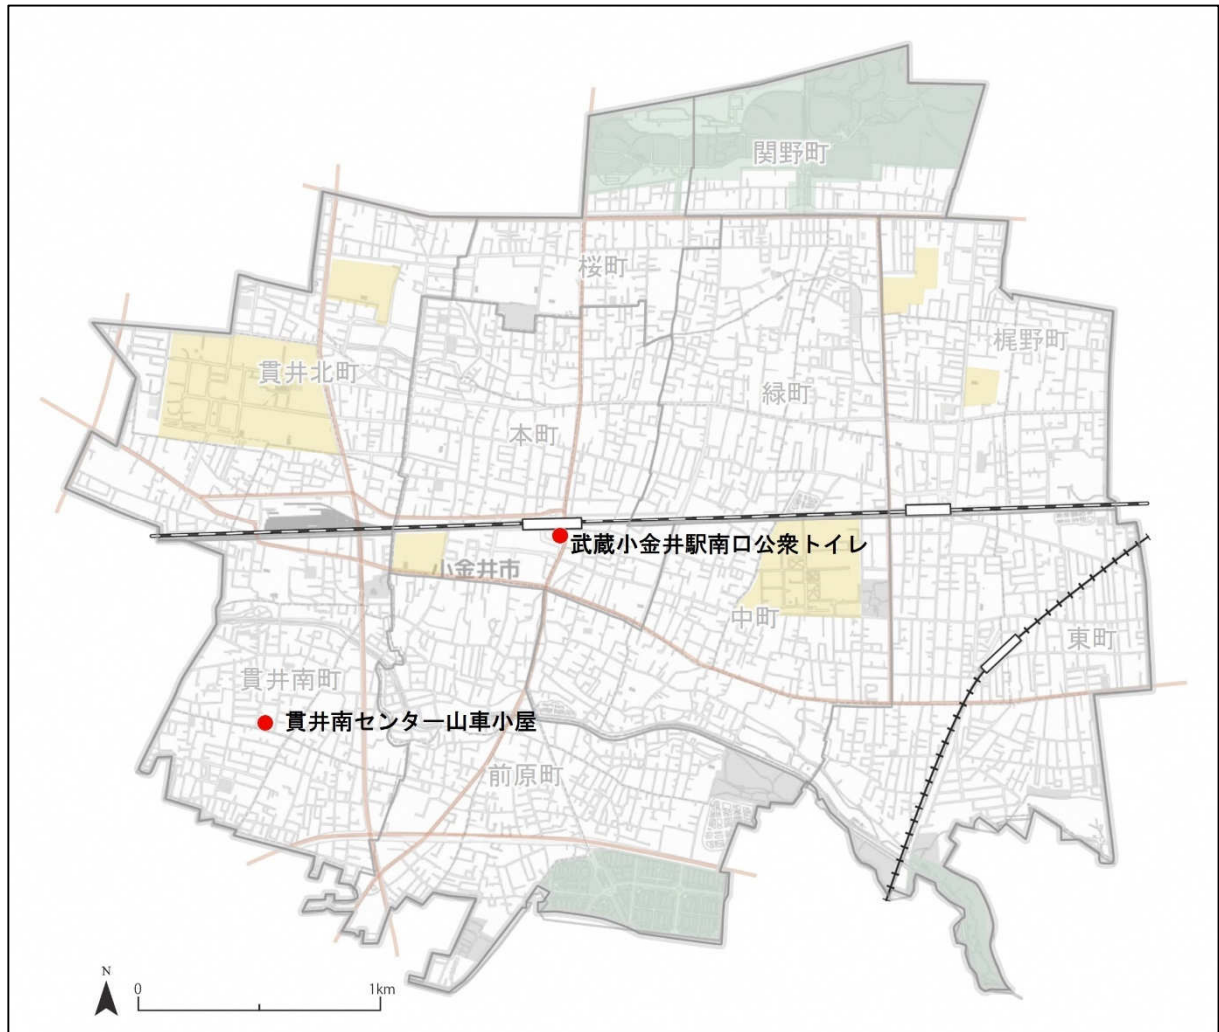 関野町
桜町
梶野町
貫井北町
緑町
本町
武蔵小金井駅南口公衆トイレ
小金井市
中町
東町
貫井南町
貫井南センター山車小屋
前原町
N
0
1km